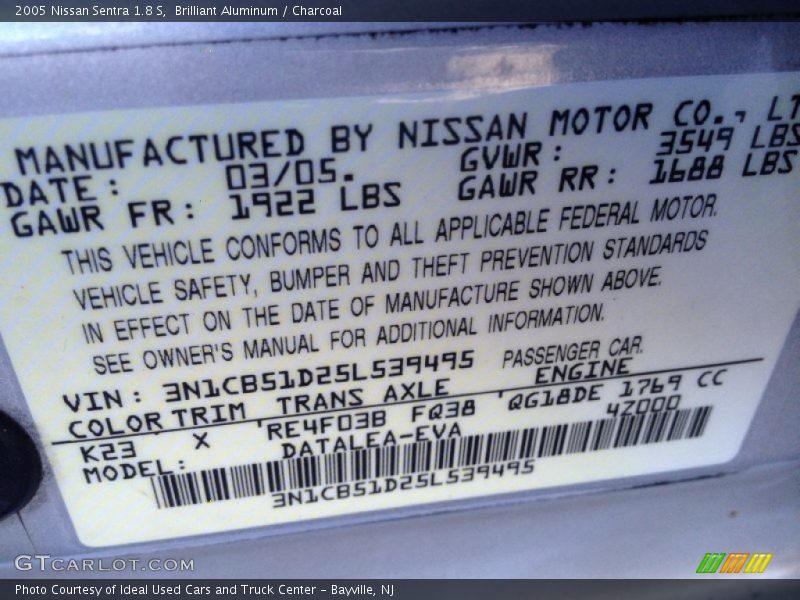 2005 Nissan Sentra 1.8 S, Brilliant Aluminum / Charcoal
MANUFACTURED BY NISSAN MOTOR CO., LT
DATE: 03/05. GVWR: 3549 LBS
GAWR FR: 1922 LBS GAWR RR: 1688 LBS
THIS VEHICLE CONFORMS TO ALL APPLICABLE FEDERAL MOTOR.
VEHICLE SAFETY, BUMPER AND THEFT PREVENTION STANDARDS
IN EFFECT ON THE DATE OF MANUFACTURE SHOWN ABOVE.
SEE OWNER'S MANUAL FOR ADDITIONAL INFORMATION.
VIN: 3N1CB51D25L539495 PASSENGER CAR.
COLOR TRIM TRANS AXLE ENGINE
K23 X RE4F03B FQ38 QG18DE 1769 CC
MODEL: DATALEA-EVA 4Z000
3N1CB51D25L539495
GTCARLOT.COM
Photo Courtesy of Ideal Used Cars and Truck Center - Bayville, NJ